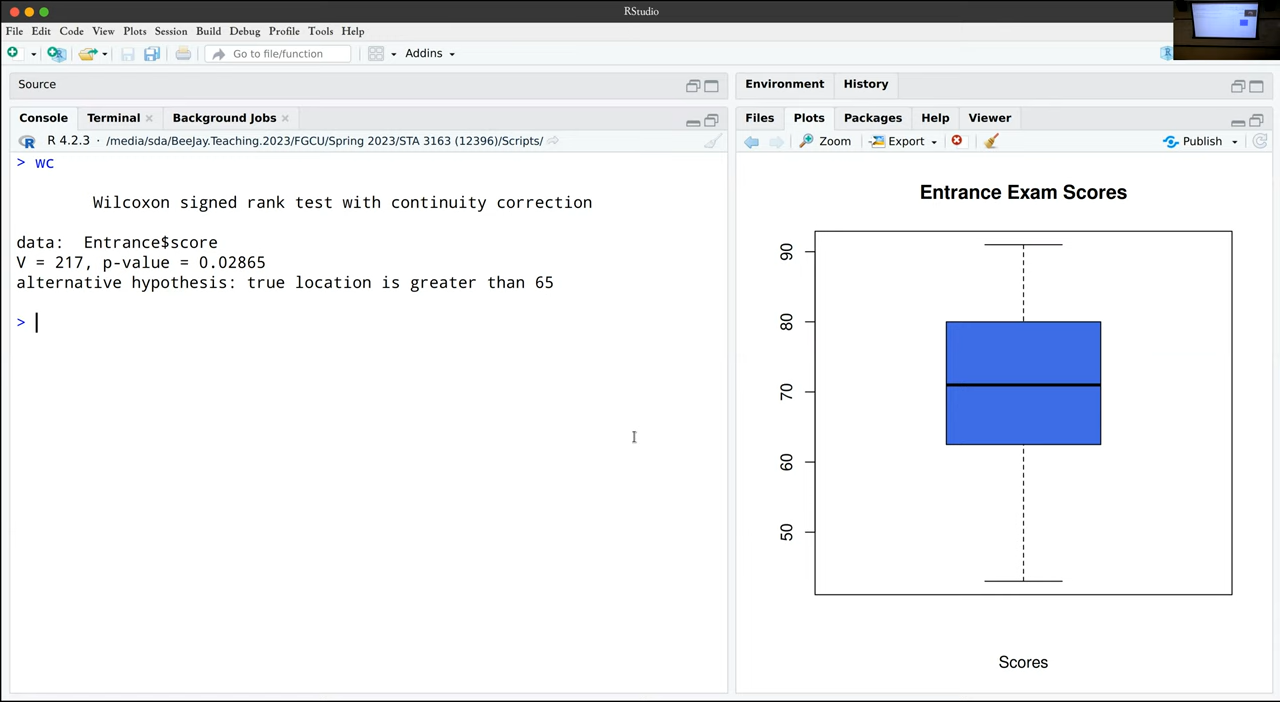 RStudio
File Edit Code View Plots Session Build Debug Profile Tools Help
Go to file/function Addins
Source
Console Terminal Background Jobs
R 4.2.3 · /media/sda/BeeJay.Teaching.2023/FGCU/Spring 2023/STA 3163 (12396)/Scripts/
> wc
Wilcoxon signed rank test with continuity correction
data: Entrance$score
V = 217, p-value = 0.02865
alternative hypothesis: true location is greater than 65
>
Environment History
Files Plots Packages Help Viewer
Zoom Export Publish
Entrance Exam Scores
90
80
70
60
50
Scores